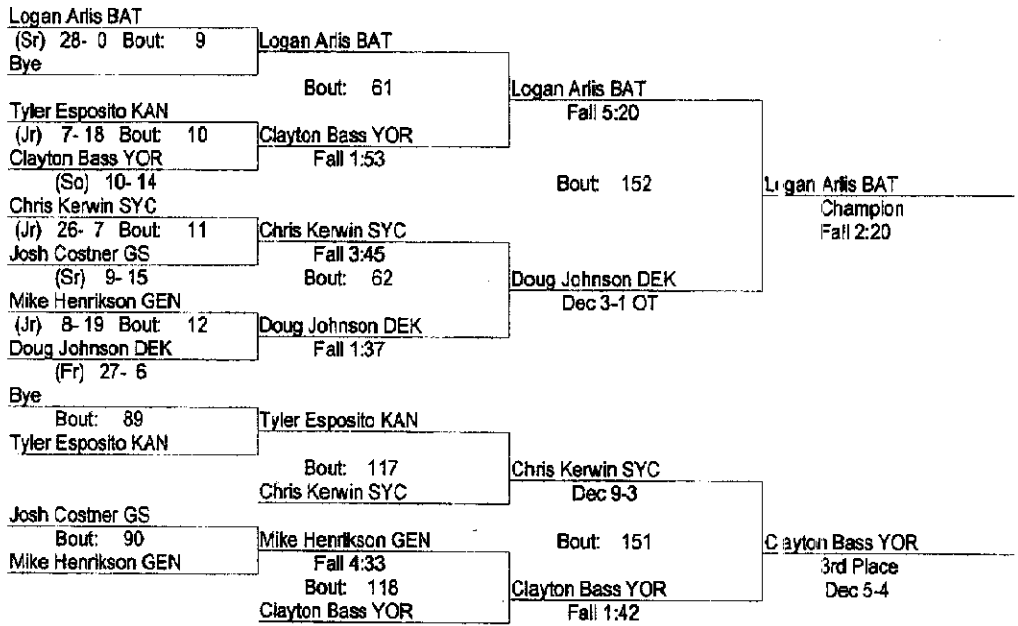 Logan Arlis BAT
(Sr) 28- 0 Bout: 9
Bye
Logan Arlis BAT
Bout: 61
Tyler Esposito KAN
(Jr) 7- 18 Bout: 10
Clayton Bass YOR
(So) 10- 14
Clayton Bass YOR
Fall 1:53
Logan Arlis BAT
Fall 5:20
Bout: 152
Chris Kerwin SYC
(Jr) 26- 7 Bout: 11
Josh Costner GS
(Sr) 9- 15
Chris Kerwin SYC
Fall 3:45
Bout: 62
Mike Henrikson GEN
(Jr) 8- 19 Bout: 12
Doug Johnson DEK
(Fr) 27- 6
Doug Johnson DEK
Fall 1:37
Doug Johnson DEK
Dec 3-1 OT
Logan Arlis BAT
Champion
Fall 2:20
Bye
Bout: 89
Tyler Esposito KAN
Tyler Esposito KAN
Bout: 117
Chris Kerwin SYC
Chris Kerwin SYC
Dec 9-3
Bout: 151
Josh Costner GS
Bout: 90
Mike Henrikson GEN
Mike Henrikson GEN
Fall 4:33
Bout: 118
Clayton Bass YOR
Clayton Bass YOR
Fall 1:42
Clayton Bass YOR
3rd Place
Dec 5-4